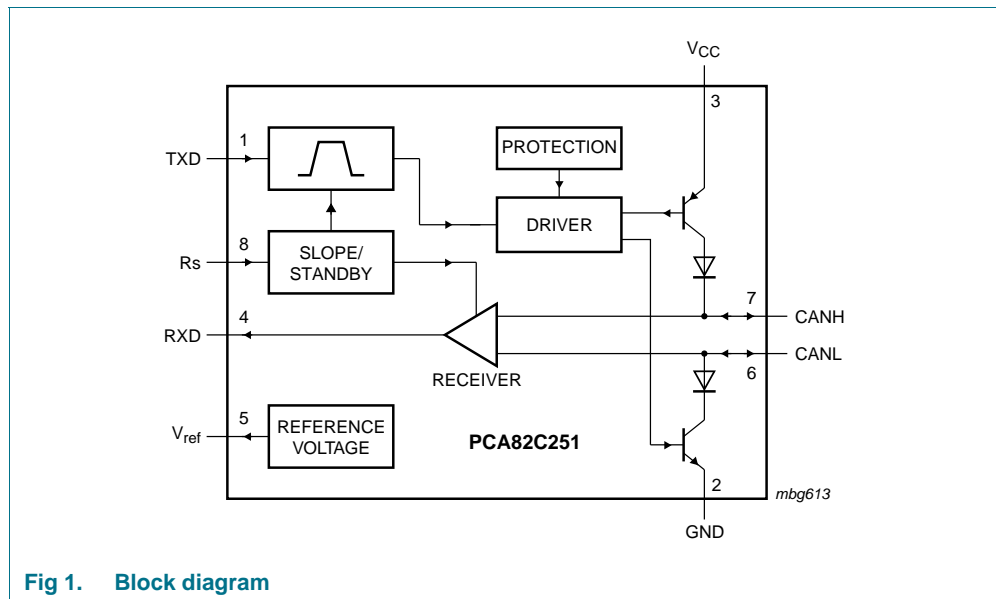 VCC
3
1
TXD
PROTECTION
DRIVER
8
Rs
SLOPE/
STANDBY
7
CANH
4
RXD
CANL
6
RECEIVER
5
Vref
REFERENCE
VOLTAGE
PCA82C251
2
mbg613
GND
Fig 1. Block diagram